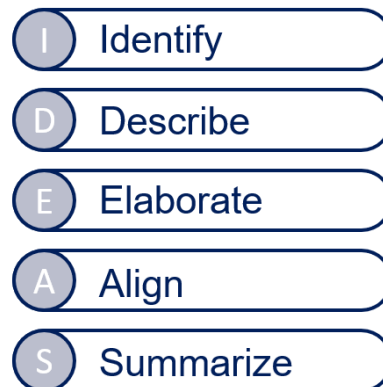 I Identify
D Describe
E Elaborate
A Align
S Summarize